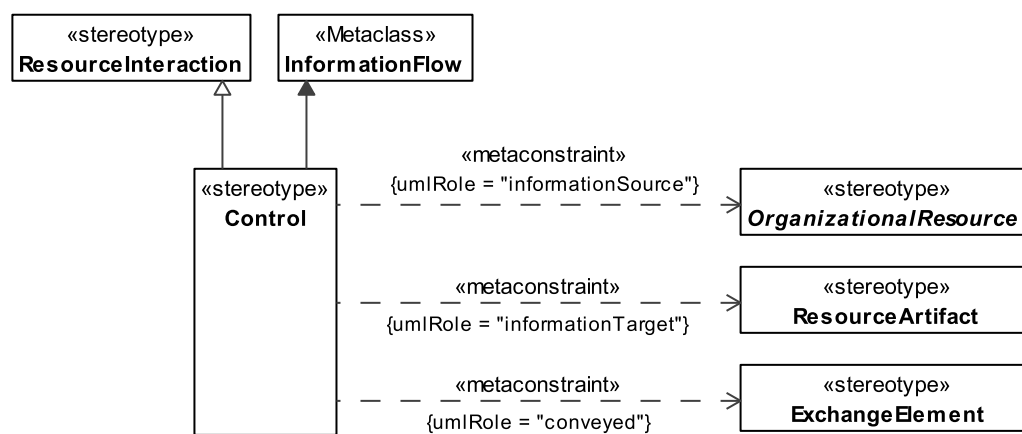 «stereotype»
ResourceInteraction
«Metaclass»
InformationFlow
«stereotype»
Control
«metaconstraint»
{umlRole = "informationSource"}
«stereotype»
OrganizationalResource
«metaconstraint»
{umlRole = "informationTarget"}
«stereotype»
ResourceArtifact
«metaconstraint»
{umlRole = "conveyed"}
«stereotype»
ExchangeElement